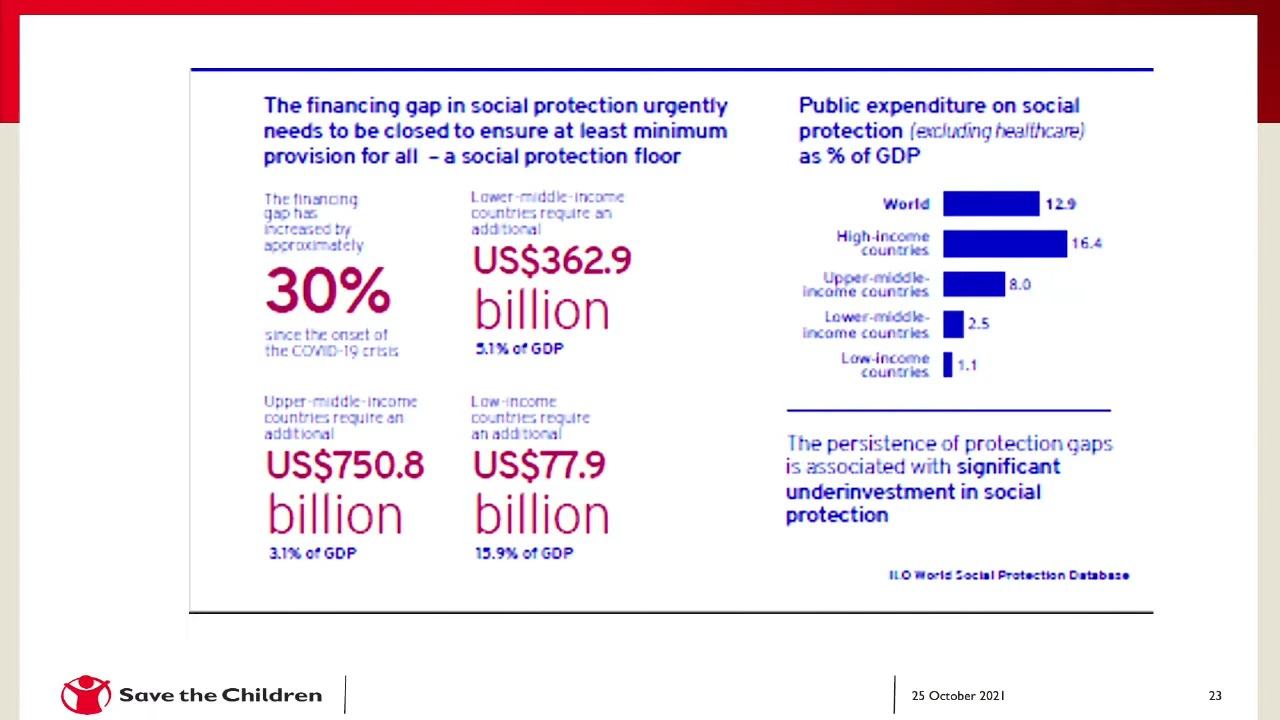 The financing gap in social protection urgently
needs to be closed to ensure at least minimum
provision for all – a social protection floor
The financing
gap has
increased by
approximately
30%
since the onset of
the COVID-19 crisis
Lower-middle-income
countries require an
additional
US$362.9
billion
5.1% of GDP
Upper-middle-income
countries require an
additional
US$750.8
billion
3.1% of GDP
Low-income
countries require
an additional
US$77.9
billion
15.9% of GDP
Public expenditure on social
protection (excluding healthcare)
as % of GDP
World 12.9
High-income
countries 16.4
Upper-middle-
income countries 8.0
Lower-middle-
income countries 2.5
Low-income
countries 1.1
The persistence of protection gaps
is associated with significant
underinvestment in social
protection
ILO World Social Protection Database
Save the Children
25 October 2021
23